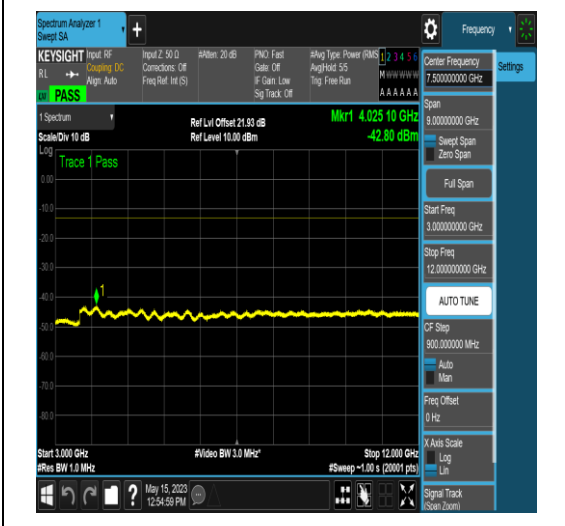 Spectrum Analyzer 1
Swept SA
Frequency
KEYSIGHT
RL
Input: RF
Coupling: DC
Align: Auto
Input Z: 50 Ω
Corrections: Off
Freq Ref: Int (S)
#Atten: 20 dB
PNO: Fast
Gate: Off
IF Gain: Low
Sig Track: Off
#Avg Type: Power (RMS
Avg|Hold: 5/5
Trig: Free Run
1 2 3 4 5 6
M W W W W W
A A A A A A
PASS
1 Spectrum
Scale/Div 10 dB
Ref Lvl Offset 21.93 dB
Ref Level 10.00 dBm
Mkr1 4.025 10 GHz
-42.80 dBm
Log
Trace 1 Pass
0.00
-10.0
-20.0
-30.0
-40.0
-50.0
-60.0
-70.0
-80.0
1
Start 3.000 GHz
#Res BW 1.0 MHz
#Video BW 3.0 MHz*
Stop 12.000 GHz
#Sweep ~1.00 s (20001 pts)
May 15, 2023
12:54:59 PM
Settings
Center Frequency
7.500000000 GHz
Span
9.00000000 GHz
Swept Span
Zero Span
Full Span
Start Freq
3.000000000 GHz
Stop Freq
12.000000000 GHz
AUTO TUNE
CF Step
900.000000 MHz
Auto
Man
Freq Offset
0 Hz
X Axis Scale
Log
Lin
Signal Track
(Span Zoom)